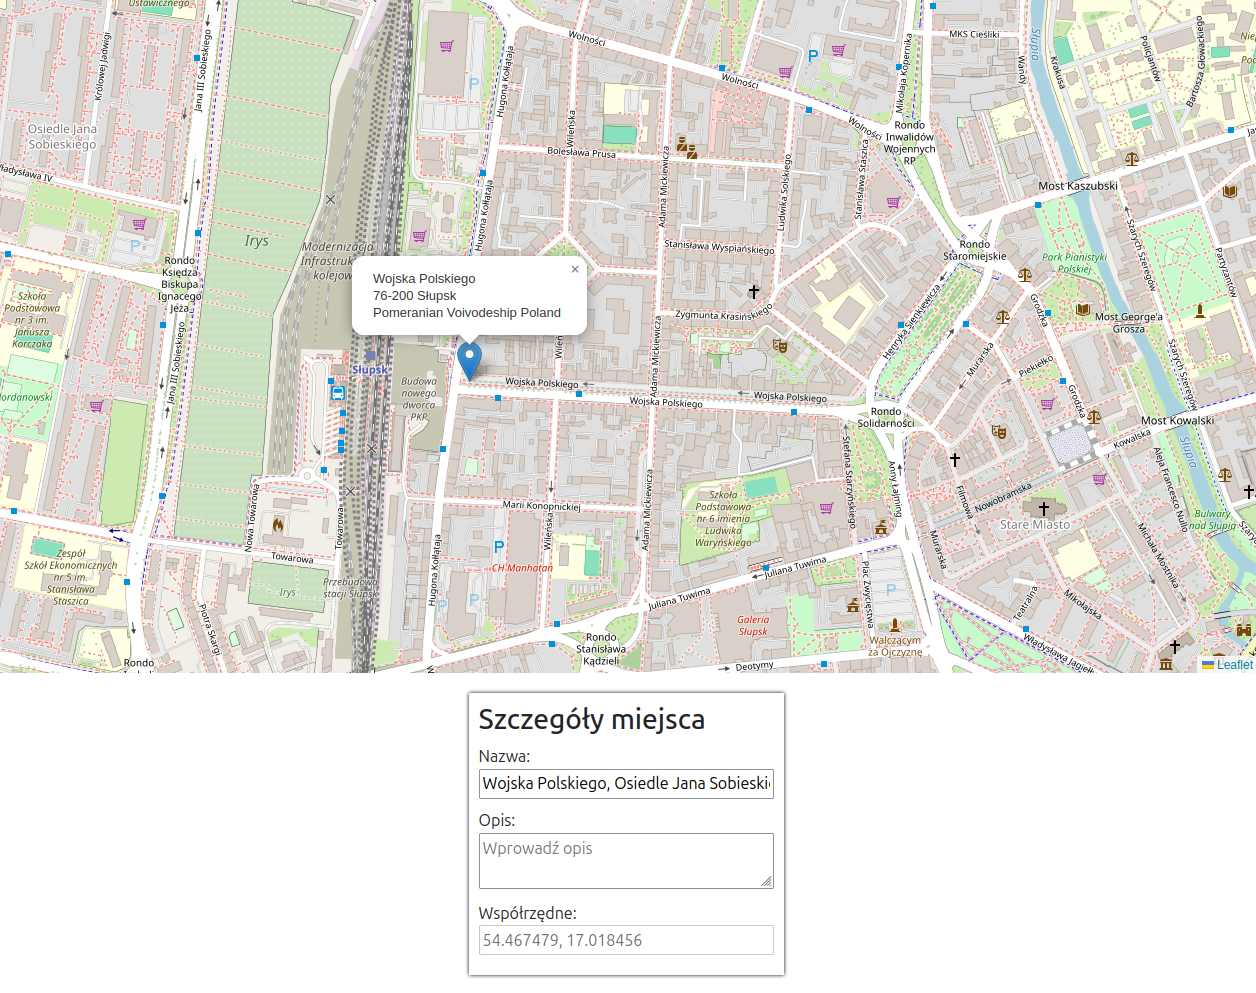 Ustawicznego
Jana III Sobieskiego
Królowej Jadwigi
Osiedle Jana
Sobieskiego
Władysława IV
Irys
Rondo
Księdza
Biskupa
Ignacego
Jeża
Modernizacja
Hugona Kołłątaja
Wolności
Wolności
Wolności
Wileńska
Bolesława Prusa
Adama Mickiewicza
Ludwika Solskiego
Stanisława Staszica
Mikołaja Kopernika
MKS Cieśliki
Wandy
Słupia
Krakusa
Policjantów
Bartosza Głowackiego
Rondo
Inwalidów
Wojennych
RP
Most Kaszubski
Hugona Kołłątaja
Stanisława Wyspiańskiego
Rondo
Staromiejskie
Park Pianistyki
Polskiej
Szarych Szeregów
Partyzantów
×
Wojska Polskiego
76-200 Słupsk
Pomeranian Voivodeship Poland
Szkoła
Podstawowa
nr 3 im.
Janusza
Korczaka
Jana III Sobieskiego
Słupsk
Budowa
nowego
dworca
PKP
Zygmunta Krasińskiego
Henryka Sienkiewicza
Grodzka
Most George'a
Grosza
Murarska
Piekiełko
Szarych Szeregów
Adama Mickiewicza
Wojska Polskiego
Wojska Polskiego
Wojska Polskiego
Rondo
Solidarności
Grodzka
Most Kowalski
Kowalska
Słupia
Aleja Francesco Nullo
Stefana Starzyńskiego
Anny Łajming
Filmowa
Nowobramska
Stare Miasto
Bulwary
nad Słupią
Szkoła
Podstawowa
nr 6 imienia
Ludwika
Waryńskiego
Adama Mickiewicza
Marii Konopnickiej
Wileńska
CH Manhatan
Nowa Towarowa
Towarowa
Towarowa
Zespół
Szkół Ekonomicznych
nr 5 im.
Stanisława
Staszica
Irys
Przebudowa
stacji Słupsk
Piotra Skargi
Hugona Kołłątaja
Juliana Tuwima
Juliana Tuwima
Plac Zwycięstwa
Murarska
Michała Mostnika
Mikołajska
Teatralna
Galeria
Słupsk
Walczącym
za Ojczyznę
Rondo
Stanisława
Kądzieli
Deotymy
Rondo
Leaflet
Szczegóły miejsca
Nazwa:
Wojska Polskiego, Osiedle Jana Sobieski
Opis:
Wprowadź opis
Współrzędne:
54.467479, 17.018456